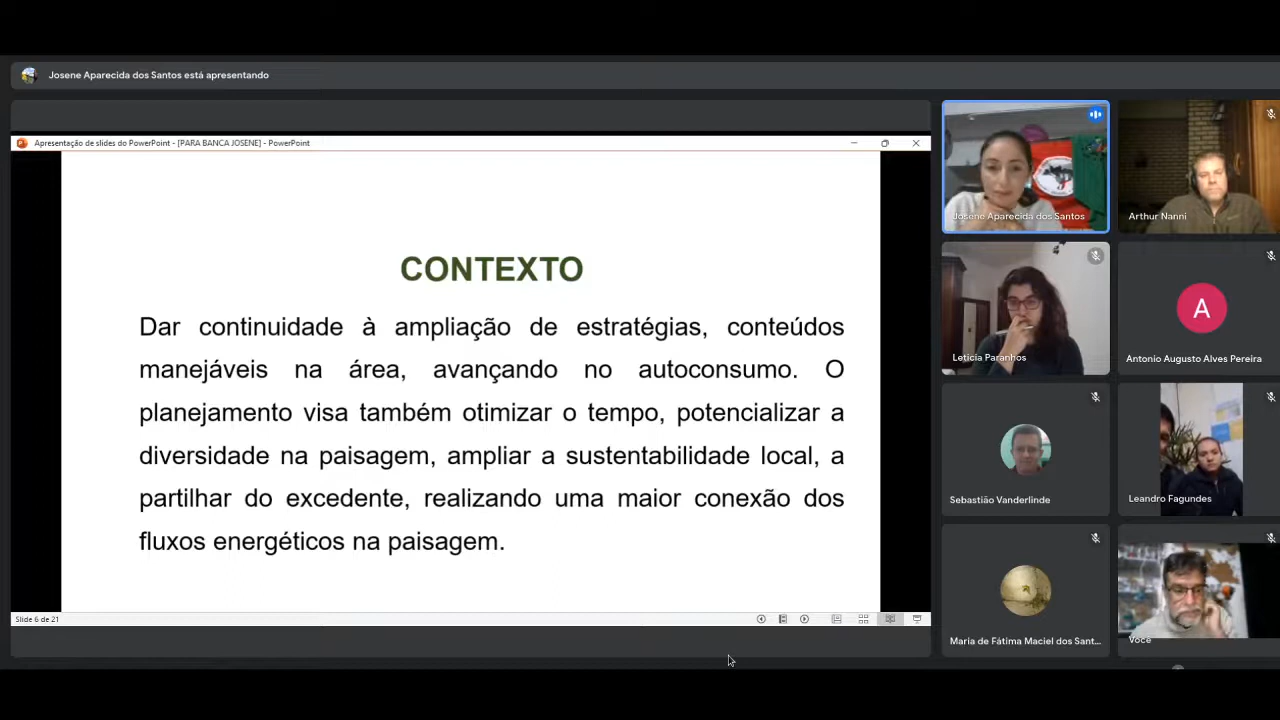 Josene Aparecida dos Santos está apresentando
Apresentação de slides do PowerPoint - [PARA BANCA JOSENE] - PowerPoint
CONTEXTO
Dar continuidade à ampliação de estratégias, conteúdos
manejáveis na área, avançando no autoconsumo. O
planejamento visa também otimizar o tempo, potencializar a
diversidade na paisagem, ampliar a sustentabilidade local, a
partilhar do excedente, realizando uma maior conexão dos
fluxos energéticos na paisagem.
Slide 6 de 21
Josene Aparecida dos Santos
Arthur Nanni
Leticia Paranhos
A
Antonio Augusto Alves Pereira
Sebastião Vanderlinde
Leandro Fagundes
Maria de Fátima Maciel dos Sant...
Você